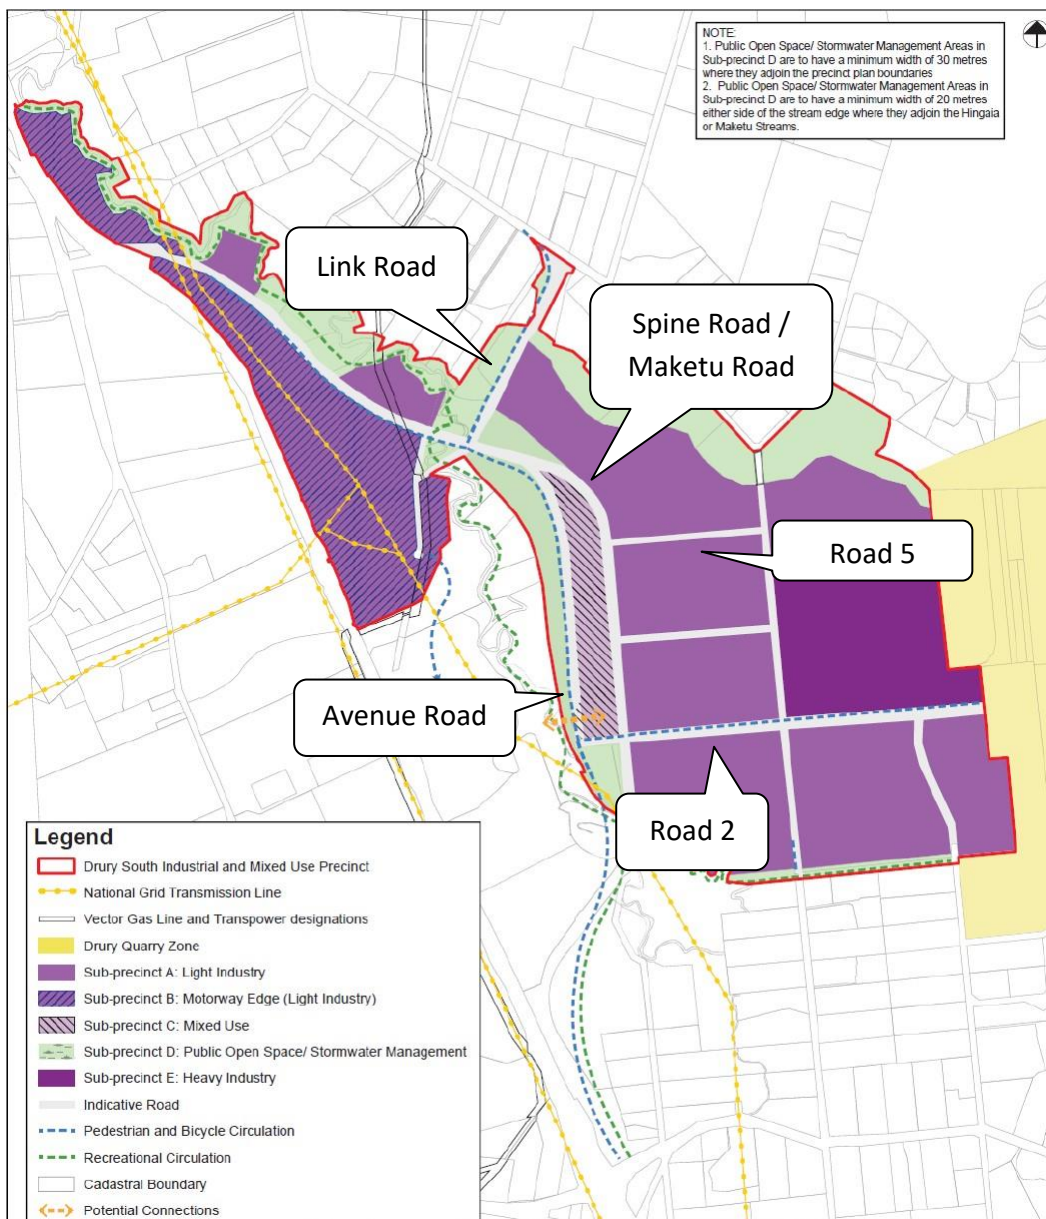 NOTE:
1. Public Open Space/ Stormwater Management Areas in
Sub-precinct D are to have a minimum width of 30 metres
where they adjoin the precinct plan boundaries
2. Public Open Space/ Stormwater Management Areas in
Sub-precinct D are to have a minimum width of 20 metres
either side of the stream edge where they adjoin the Hingaia
or Maketu Streams.
Link Road
Spine Road /
Maketu Road
Road 5
Avenue Road
Road 2
Legend
Drury South Industrial and Mixed Use Precinct
National Grid Transmission Line
Vector Gas Line and Transpower designations
Drury Quarry Zone
Sub-precinct A: Light Industry
Sub-precinct B: Motorway Edge (Light Industry)
Sub-precinct C: Mixed Use
Sub-precinct D: Public Open Space/ Stormwater Management
Sub-precinct E: Heavy Industry
Indicative Road
Pedestrian and Bicycle Circulation
Recreational Circulation
Cadastral Boundary
Potential Connections